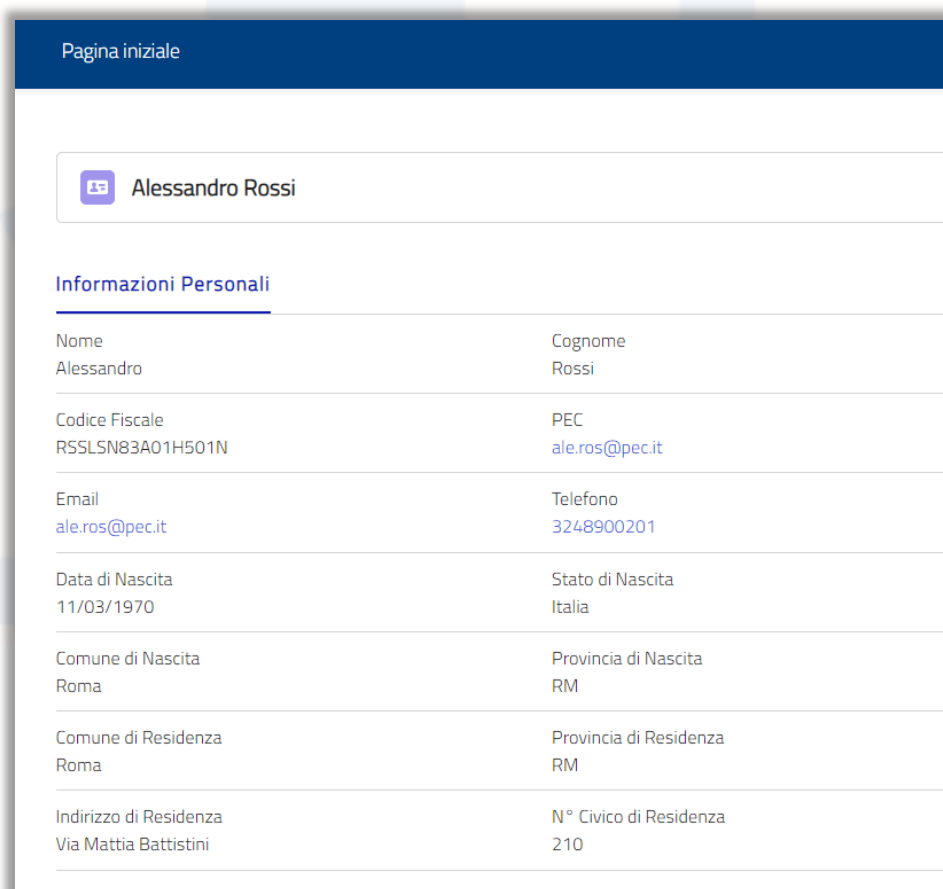 Pagina iniziale
Alessandro Rossi
Informazioni Personali
Nome
Cognome
Alessandro
Rossi
Codice Fiscale
PEC
RSSLSN83A01H501N
ale.ros@pec.it
Email
Telefono
ale.ros@pec.it
3248900201
Data di Nascita
Stato di Nascita
11/03/1970
Italia
Comune di Nascita
Provincia di Nascita
Roma
RM
Comune di Residenza
Provincia di Residenza
Roma
RM
Indirizzo di Residenza
N° Civico di Residenza
Via Mattia Battistini
210